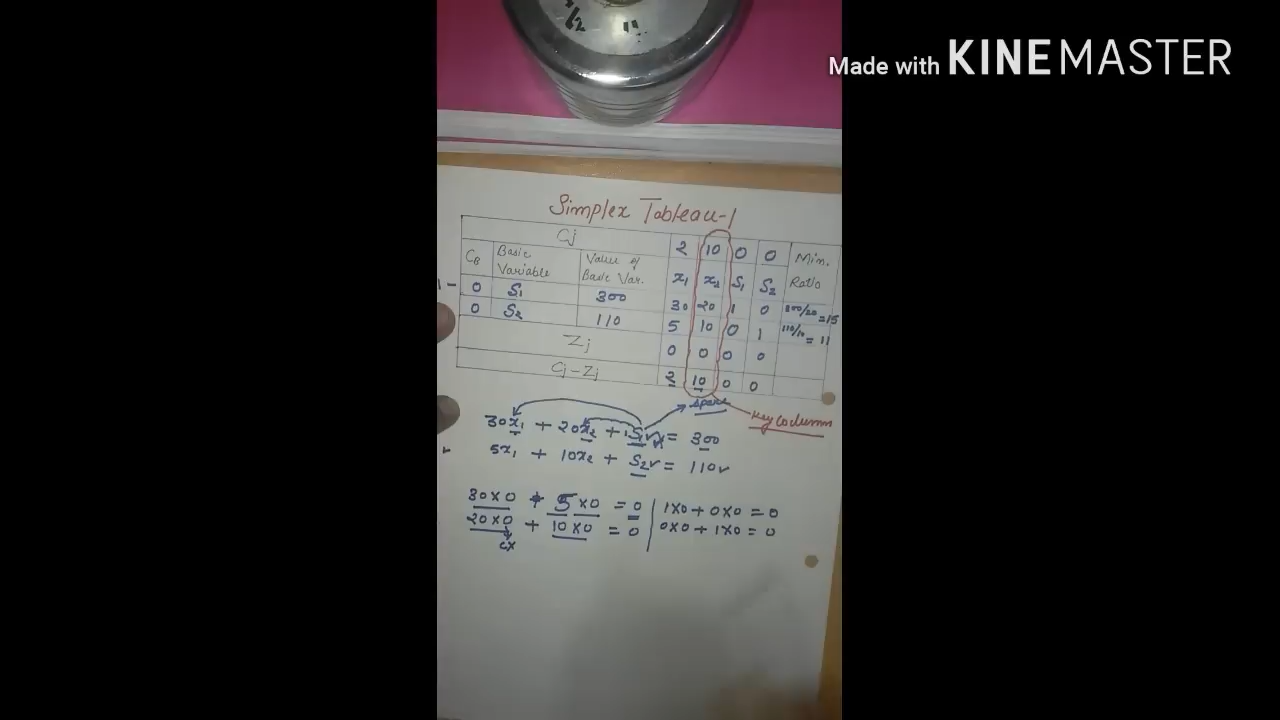 Made with KINEMASTER
Simplex Tableau-1
Cj 2 10 0 0 Min. Ratio
CB Basic Variable Value of Basic Var. x₁ x₂ S₁ S₂
0 S₁ 300 30 20 1 0 300/20 = 15
0 S₂ 110 5 10 0 1 110/10 = 11
Zj 0 0 0 0
Cj - Zj 2 10 0 0
Key Column
30x₁ + 20x₂ + 1S₁ = 300
5x₁ + 10x₂ + S₂ = 110
30×0 + 5×0 = 0 | 1×0 + 0×0 = 0
20×0 + 10×0 = 0 | 0×0 + 1×0 = 0